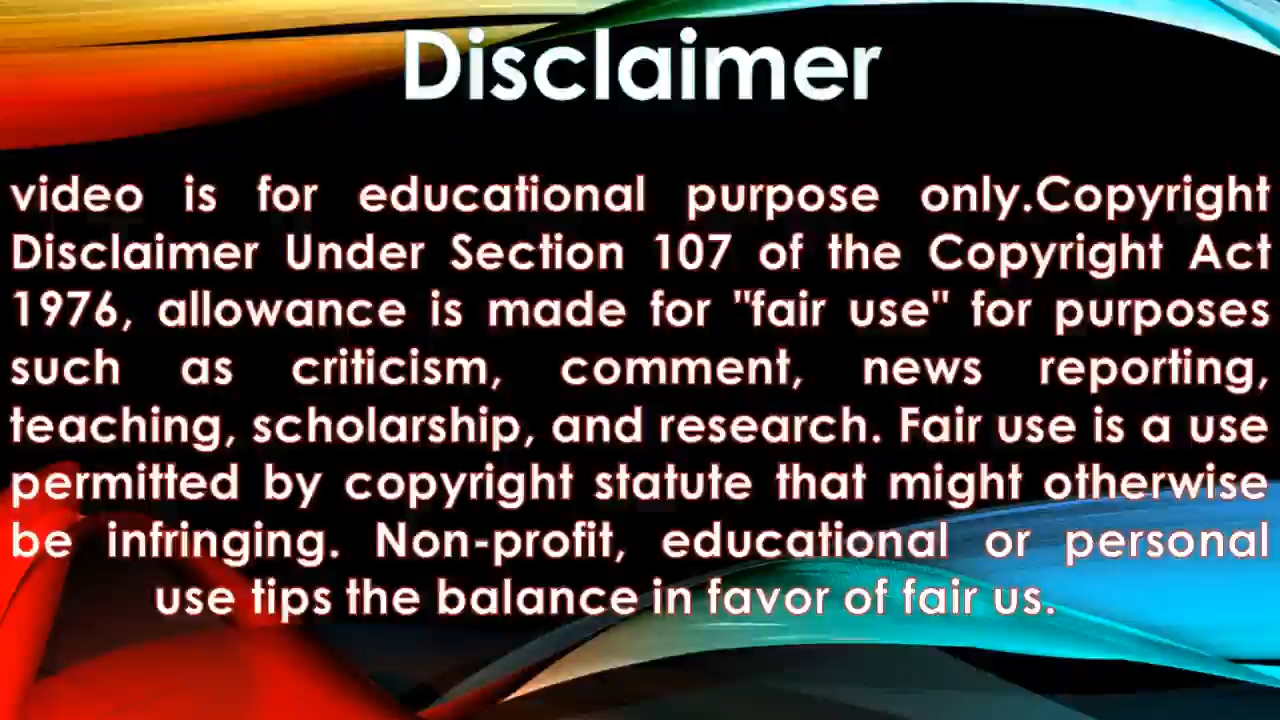 Disclaimer
video is for educational purpose only.Copyright
Disclaimer Under Section 107 of the Copyright Act
1976, allowance is made for "fair use" for purposes
such as criticism, comment, news reporting,
teaching, scholarship, and research. Fair use is a use
permitted by copyright statute that might otherwise
be infringing. Non-profit, educational or personal
use tips the balance in favor of fair us.